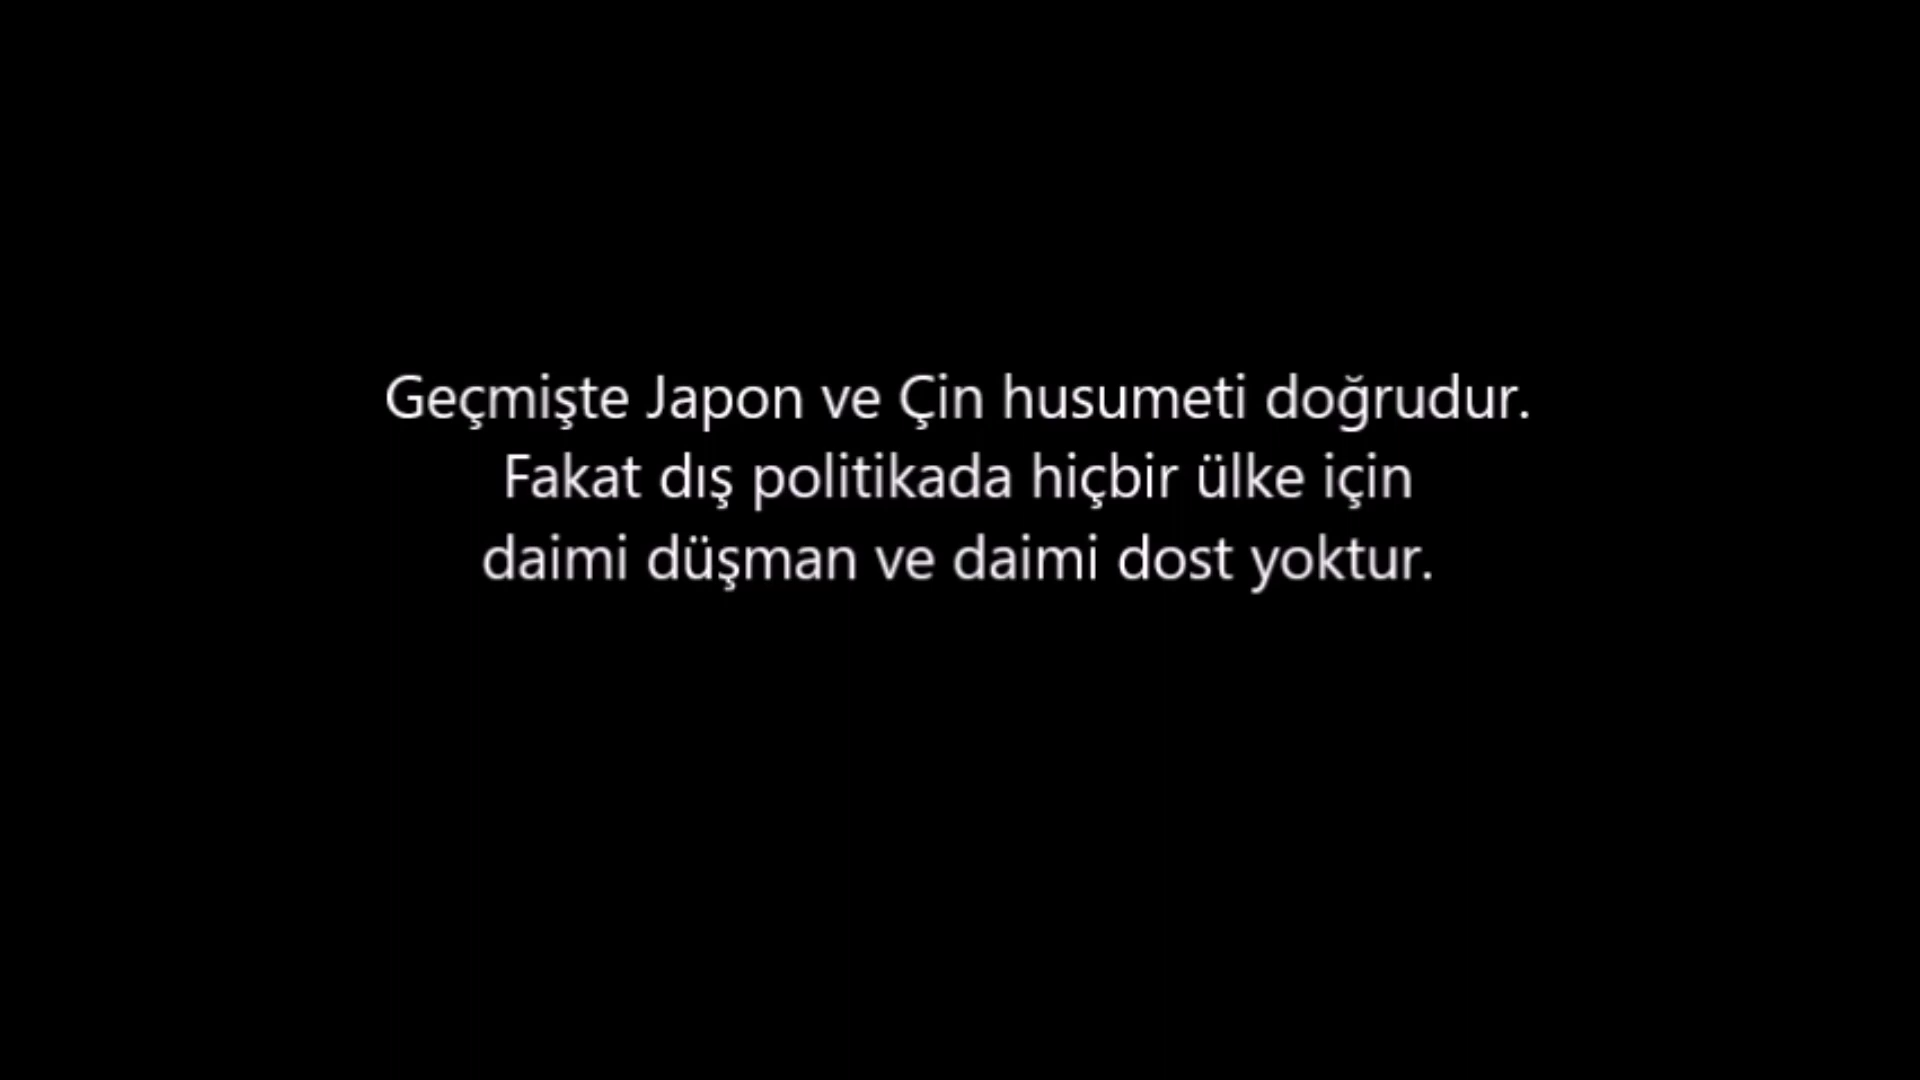 Geçmişte Japon ve Çin husumeti doğrudur.
Fakat dış politikada hiçbir ülke için
daimi düşman ve daimi dost yoktur.